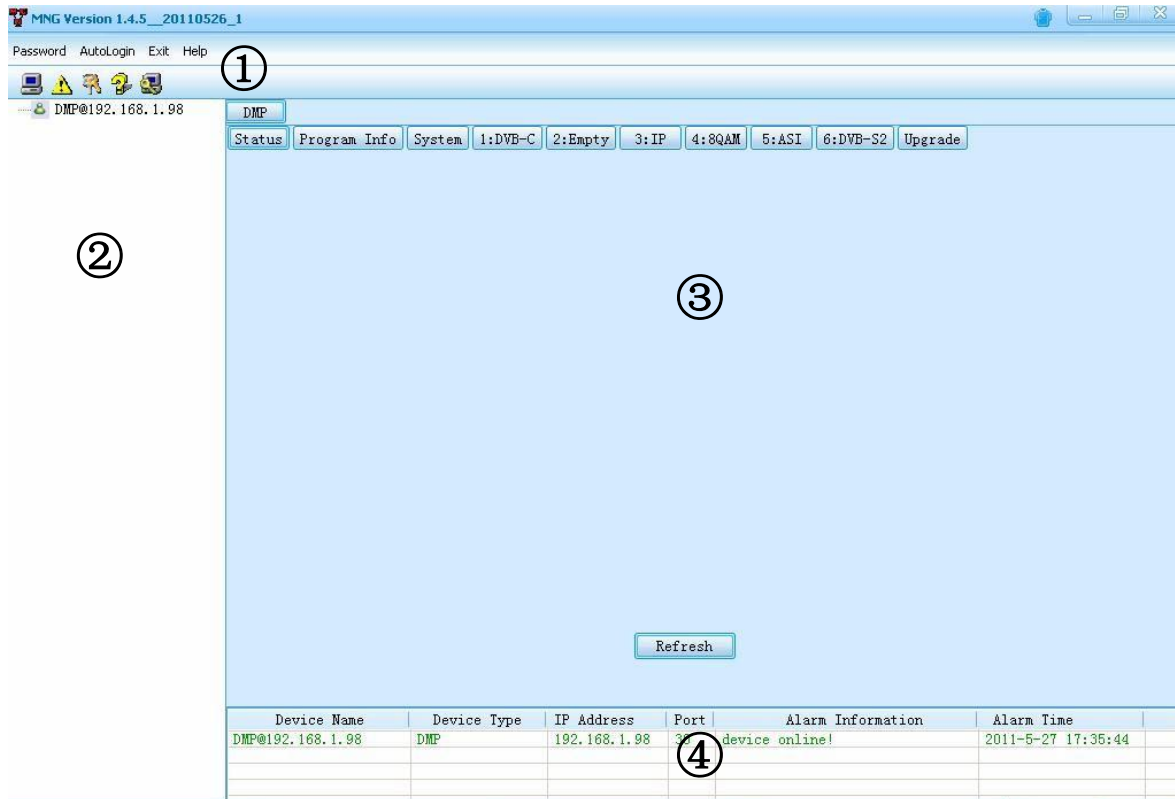 MNG Version 1.4.5__20110526_1
Password AutoLogin Exit Help
①
DMP@192.168.1.98
DMP
Status Program Info System 1:DVB-C 2:Empty 3:IP 4:8QAM 5:ASI 6:DVB-S2 Upgrade
②
③
Refresh
Device Name Device Type IP Address Port Alarm Information Alarm Time
DMP@192.168.1.98 DMP 192.168.1.98 device online! 2011-5-27 17:35:44
④